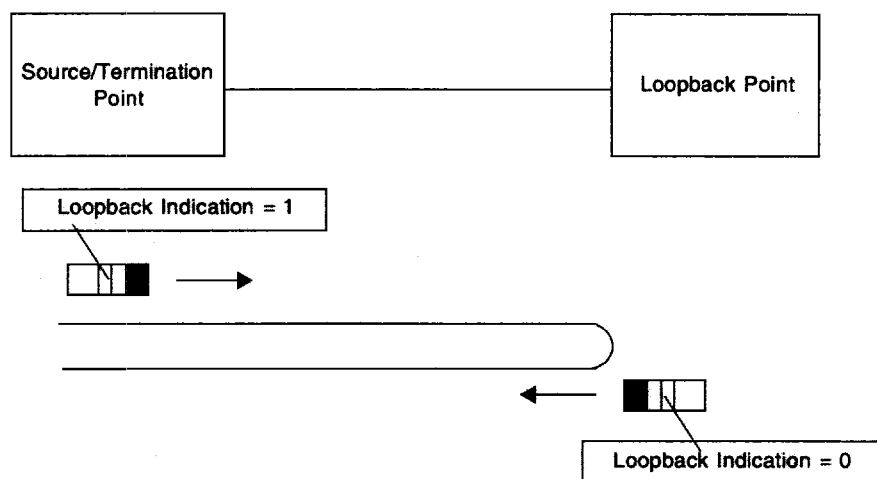 Source/Termination
Point
Loopback Point
Loopback Indication = 1
Loopback Indication = 0